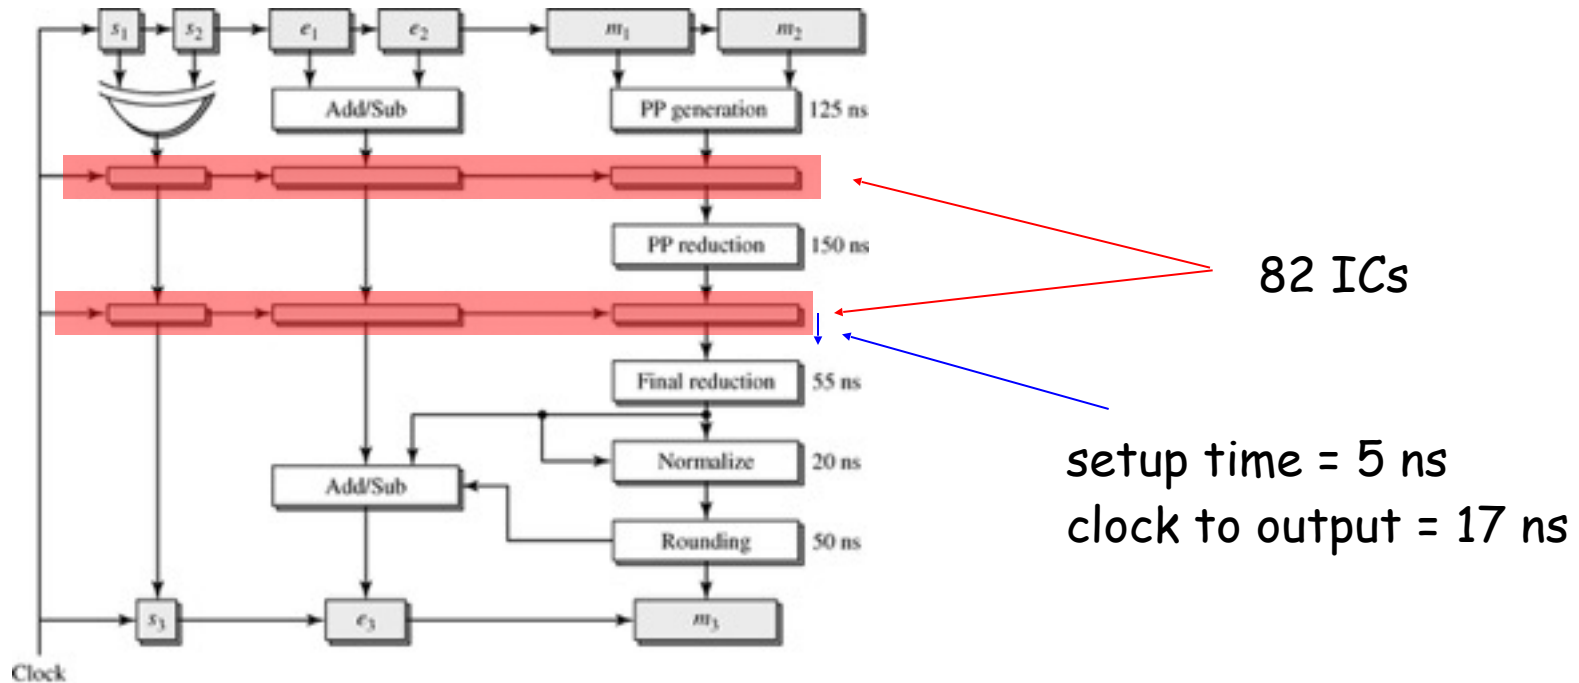 s1 s2 e1 e2 m1 m2
Add/Sub PP generation 125 ns
PP reduction 150 ns
82 ICs
Final reduction 55 ns
Normalize 20 ns
Add/Sub
setup time = 5 ns
clock to output = 17 ns
Rounding 50 ns
s3 e3 m3
Clock